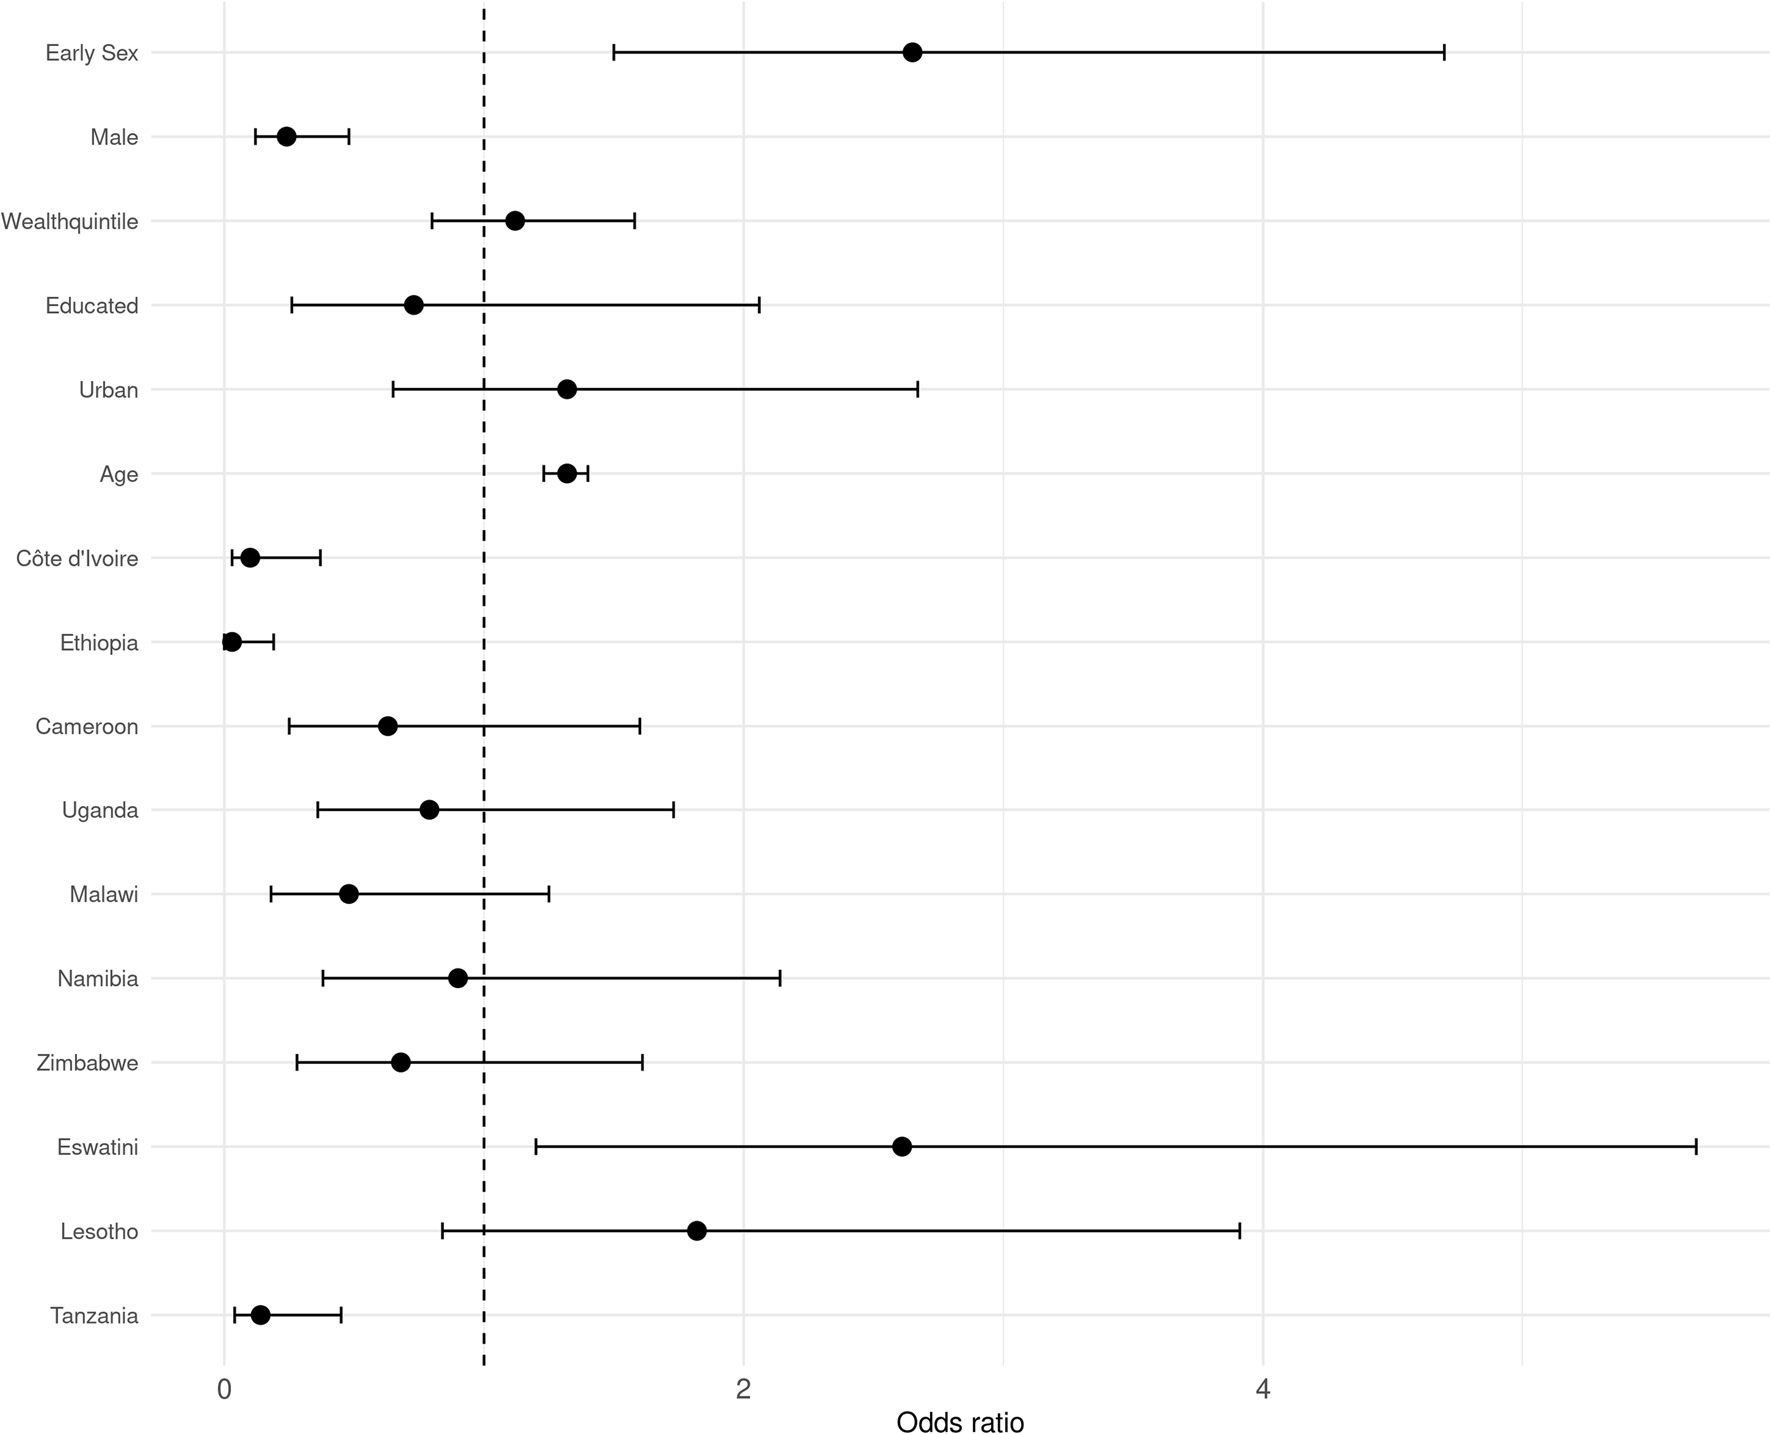 Early Sex
Male
Wealthquintile
Educated
Urban
Age
Côte d'Ivoire
Ethiopia
Cameroon
Uganda
Malawi
Namibia
Zimbabwe
Eswatini
Lesotho
Tanzania
0 2 4
Odds ratio